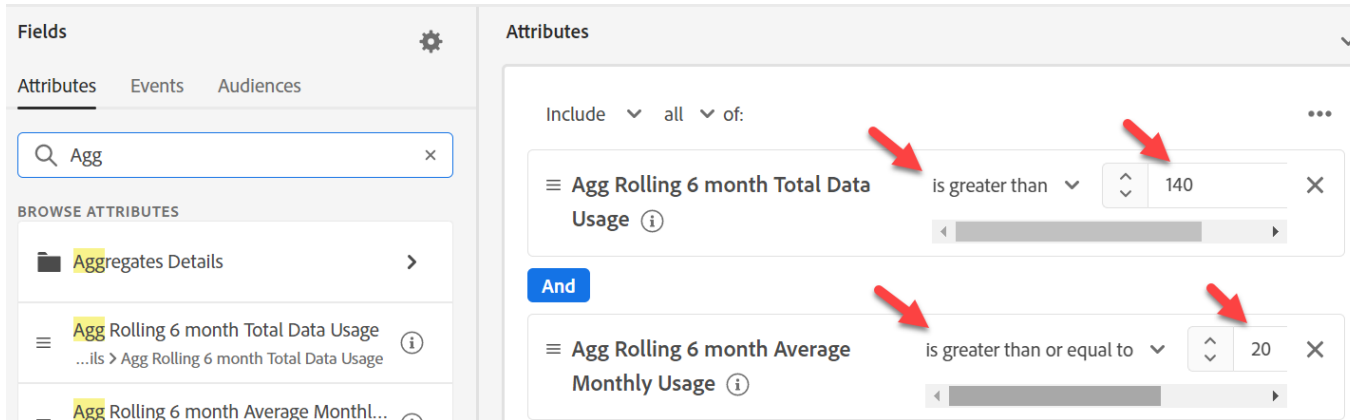 Fields
Attributes Events Audiences
Agg
BROWSE ATTRIBUTES
Aggregates Details
Agg Rolling 6 month Total Data Usage
...ils > Agg Rolling 6 month Total Data Usage
Agg Rolling 6 month Average Monthl...
Attributes
Include all of:
Agg Rolling 6 month Total Data is greater than 140
Usage
And
Agg Rolling 6 month Average is greater than or equal to 20
Monthly Usage